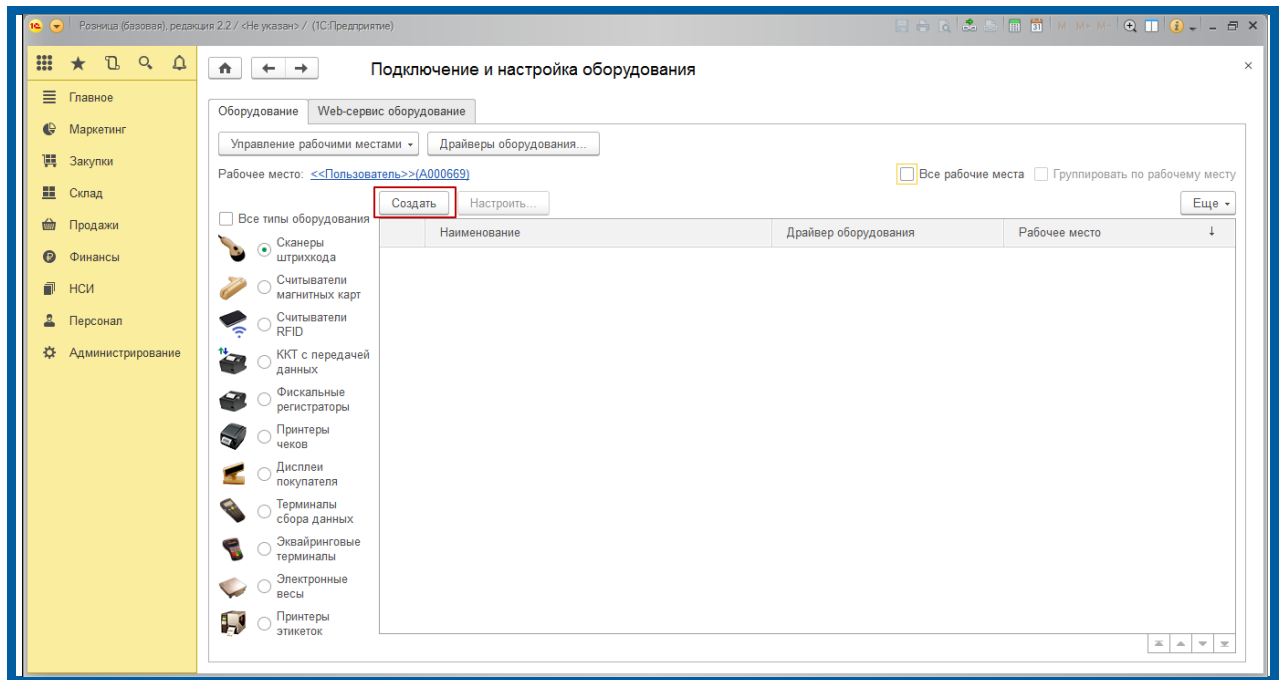 1С Розница (базовая), редакция 2.2 / <Не указан> / (1С:Предприятие) 31 M M+ M-
Подключение и настройка оборудования
Главное
Маркетинг
Закупки
Склад
Продажи
Финансы
НСИ
Персонал
Администрирование
Оборудование Web-сервис оборудование
Управление рабочими местами Драйверы оборудования...
Рабочее место: <<Пользователь>>(A000669) Все рабочие места Группировать по рабочему месту
Создать Настроить... Еще
Все типы оборудования
Наименование Драйвер оборудования Рабочее место
Сканеры
штрихкода
Считыватели
магнитных карт
Считыватели
RFID
ККТ с передачей
данных
Фискальные
регистраторы
Принтеры
чеков
Дисплеи
покупателя
Терминалы
сбора данных
Эквайринговые
терминалы
Электронные
весы
Принтеры
этикеток